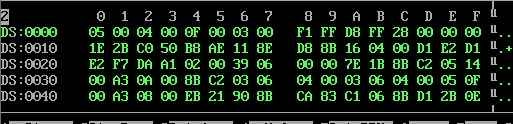 2 0 1 2 3 4 5 6 7 8 9 A B C D E F
DS:0000 05 00 04 00 0F 00 03 00 F1 FF D8 FF 28 00 00 00
DS:0010 1E 2B C0 50 B8 AE 11 8E D8 8B 16 04 00 D1 E2 D1
DS:0020 E2 F7 DA A1 02 00 39 06 00 00 7E 1B 8B C2 05 14
DS:0030 00 A3 0A 00 8B C2 03 06 04 00 03 06 04 00 05 0F
DS:0040 00 A3 08 00 EB 21 90 8B CA 83 C1 06 8B D1 2B 0E